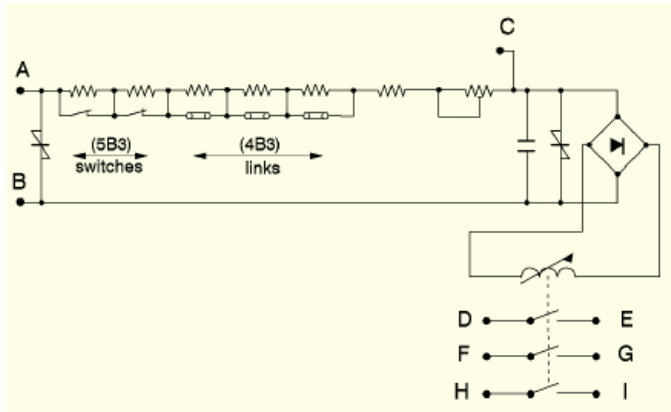 C
A
(5B3) (4B3)
switches links
B
D E
F G
H I